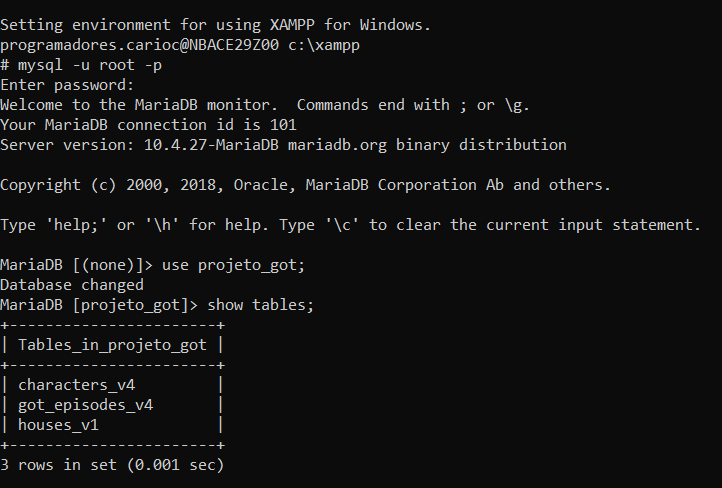 Setting environment for using XAMPP for Windows.
programadores.carioc@NBACE29Z00 c:\xampp
# mysql -u root -p
Enter password:
Welcome to the MariaDB monitor.  Commands end with ; or \g.
Your MariaDB connection id is 101
Server version: 10.4.27-MariaDB mariadb.org binary distribution
Copyright (c) 2000, 2018, Oracle, MariaDB Corporation Ab and others.
Type 'help;' or '\h' for help. Type '\c' to clear the current input statement.
MariaDB [(none)]> use projeto_got;
Database changed
MariaDB [projeto_got]> show tables;
+-----------------------+
| Tables_in_projeto_got |
+-----------------------+
| characters_v4         |
| got_episodes_v4       |
| houses_v1             |
+-----------------------+
3 rows in set (0.001 sec)